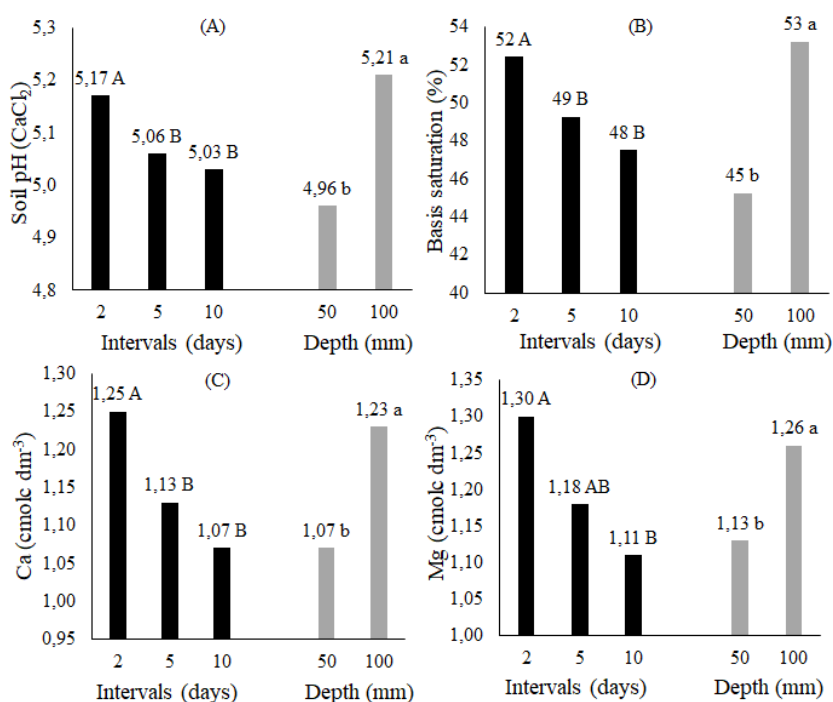 (A)
Soil pH (CaCl₂)
5,3
5,2
5,1
5,0
4,9
4,8
5,17 A
5,06 B
5,03 B
4,96 b
5,21 a
2 5 10 50 100
Intervals (days) Depth (mm)
(B)
Basis saturation (%)
54
52
50
48
46
44
42
40
52 A
49 B
48 B
45 b
53 a
2 5 10 50 100
Intervals (days) Depth (mm)
(C)
Ca (cmolc dm⁻³)
1,30
1,25
1,20
1,15
1,10
1,05
1,00
0,95
1,25 A
1,13 B
1,07 B
1,07 b
1,23 a
2 5 10 50 100
Intervals (days) Depth (mm)
(D)
Mg (cmolc dm⁻³)
1,35
1,30
1,25
1,20
1,15
1,10
1,05
1,00
1,30 A
1,18 AB
1,11 B
1,13 b
1,26 a
2 5 10 50 100
Intervals (days) Depth (mm)